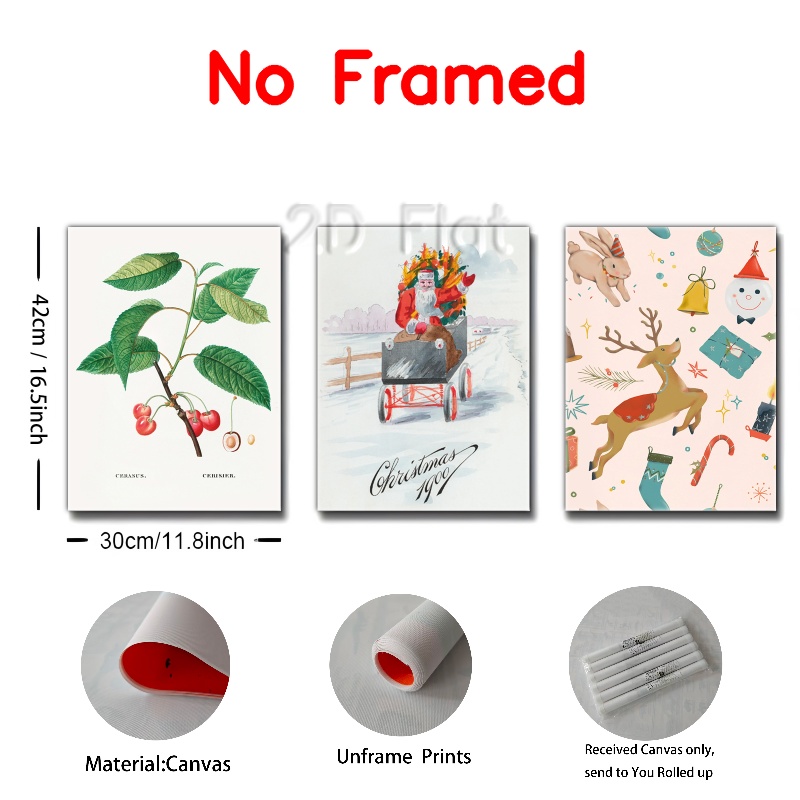 No Framed
2D Flat
42cm / 16.5inch
CERASUS.
CERISIER.
Christmas
1900
30cm/11.8inch
Material:Canvas
Unframe Prints
Received Canvas only,
send to You Rolled up